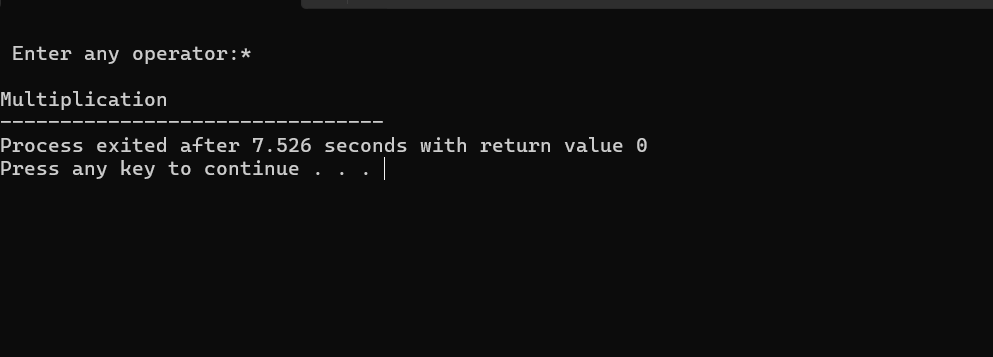 Enter any operator:*
Multiplication
--------------------------------
Process exited after 7.526 seconds with return value 0
Press any key to continue . . .